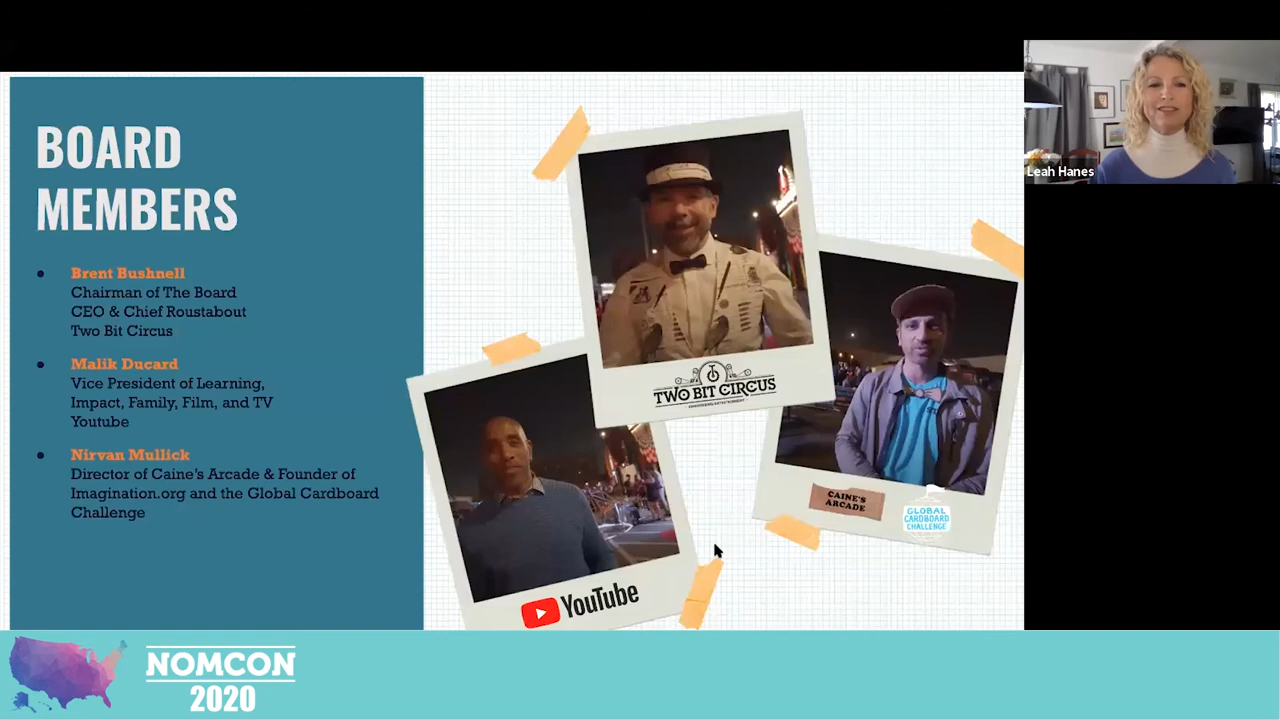 BOARD
MEMBERS
Brent Bushnell
Chairman of The Board
CEO & Chief Roustabout
Two Bit Circus
Malik Ducard
Vice President of Learning,
Impact, Family, Film, and TV
Youtube
Nirvan Mullick
Director of Caine's Arcade & Founder of
Imagination.org and the Global Cardboard
Challenge
TWO BIT CIRCUS
CAINE'S
ARCADE
GLOBAL
CARDBOARD
CHALLENGE
YouTube
Leah Hanes
NOMCON
2020